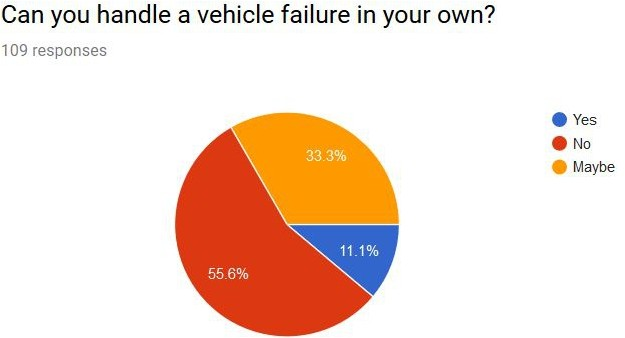 Can you handle a vehicle failure in your own?
109 responses
Yes
No
Maybe
33.3%
11.1%
55.6%